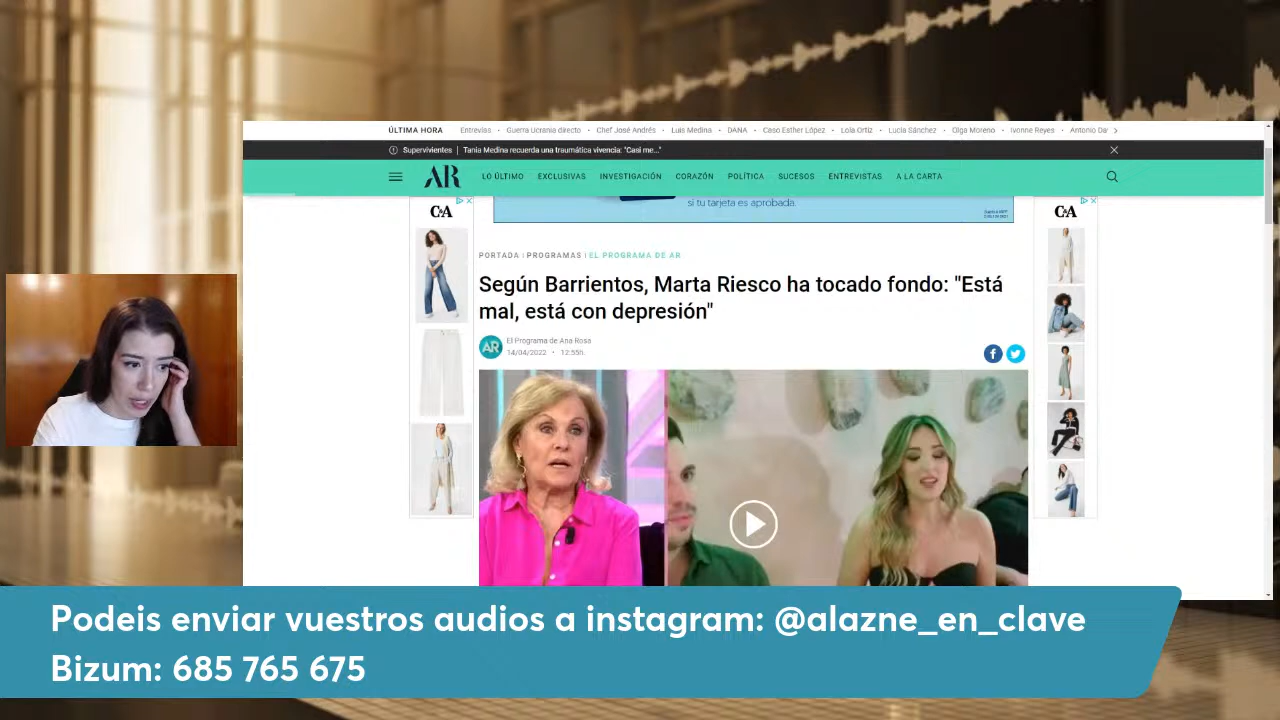 ÚLTIMA HORA Entrevías • Guerra Ucrania directo • Chef José Andrés • Luis Medina • DANA • Caso Esther López • Lola Ortiz • Lucía Sánchez • Olga Moreno • Ivonne Reyes • Antonio Da
Supervivientes | Tania Medina recuerda una traumática vivencia: "Casi me..."
AR LO ÚLTIMO EXCLUSIVAS INVESTIGACIÓN CORAZÓN POLÍTICA SUCESOS ENTREVISTAS A LA CARTA
si tu tarjeta es aprobada.
C&A
C&A
PORTADA | PROGRAMAS | EL PROGRAMA DE AR
Según Barrientos, Marta Riesco ha tocado fondo: "Está
mal, está con depresión"
AR El Programa de Ana Rosa
14/04/2022 • 12:55h.
Podeis enviar vuestros audios a instagram: @alazne_en_clave
Bizum: 685 765 675